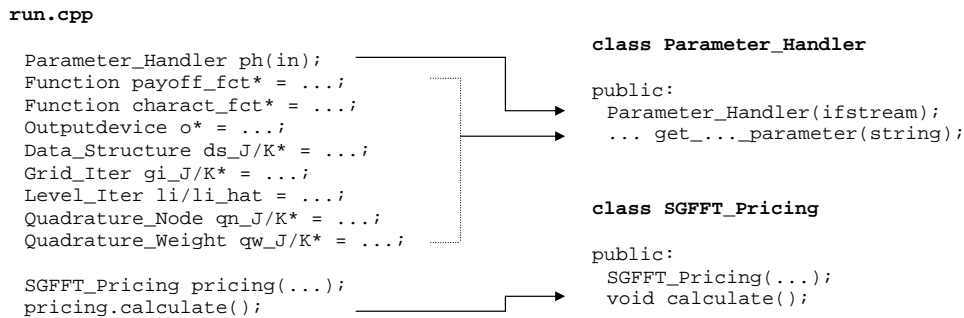 run.cpp
Parameter_Handler ph(in);
Function payoff_fct* = ...;
Function charact_fct* = ...;
Outputdevice o* = ...;
Data_Structure ds_J/K* = ...;
Grid_Iter gi_J/K* = ...;
Level_Iter li/li_hat = ...;
Quadrature_Node qn_J/K* = ...;
Quadrature_Weight qw_J/K* = ...;
SGFFT_Pricing pricing(...);
pricing.calculate();
class Parameter_Handler
public:
Parameter_Handler(ifstream);
... get_..._parameter(string);
class SGFFT_Pricing
public:
SGFFT_Pricing(...);
void calculate();